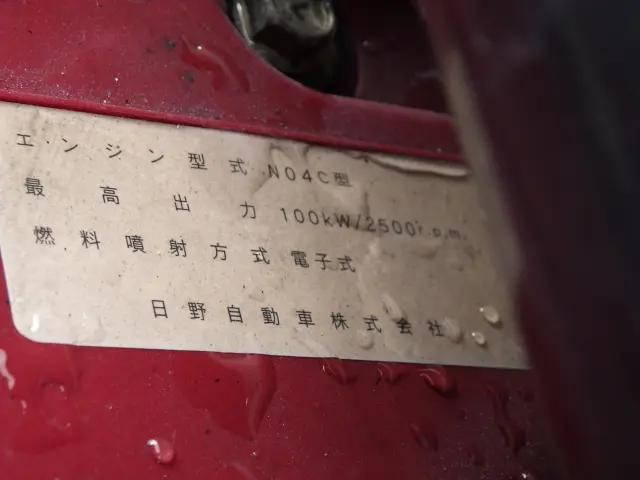 エンジン型式 N04C型
最高出力 100kW/2500r.p.m.
燃料噴射方式 電子式
日野自動車株式会社